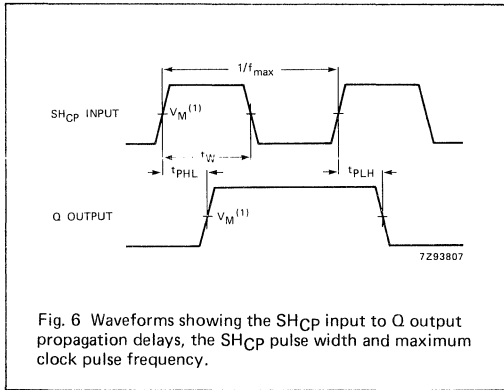 1/fmax
SHCP INPUT
VM(1)
tW
tPHL
tPLH
Q OUTPUT
VM(1)
7Z93807
Fig. 6 Waveforms showing the SHCP input to Q output
propagation delays, the SHCP pulse width and maximum
clock pulse frequency.